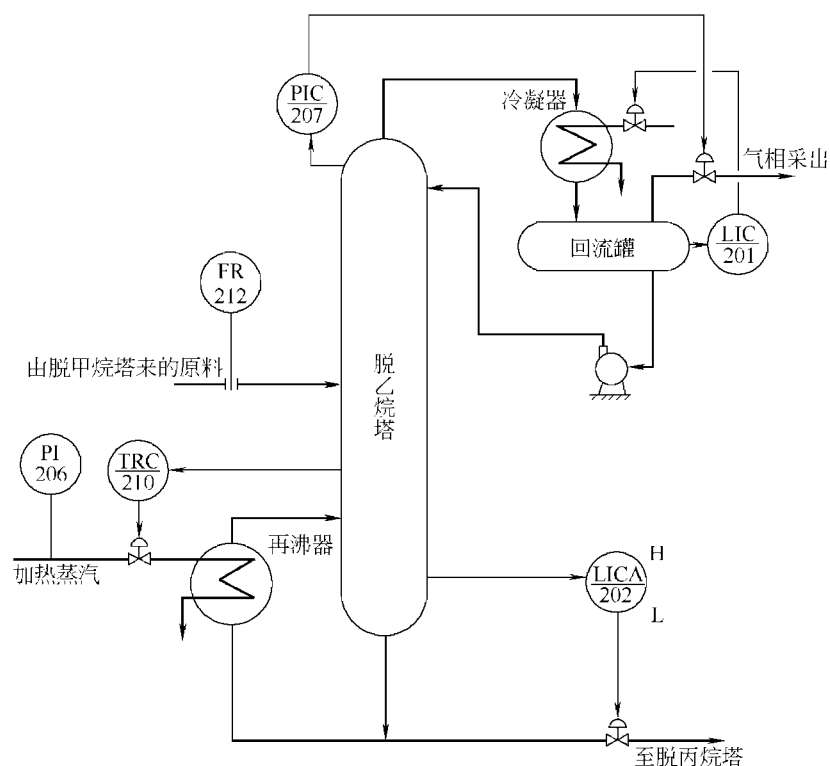 PIC
207
冷凝器
气相采出
LIC
201
回流罐
FR
212
由脱甲烷塔来的原料
脱乙烷塔
PI
206
TRC
210
再沸器
加热蒸汽
H
LICA
202
L
至脱丙烷塔